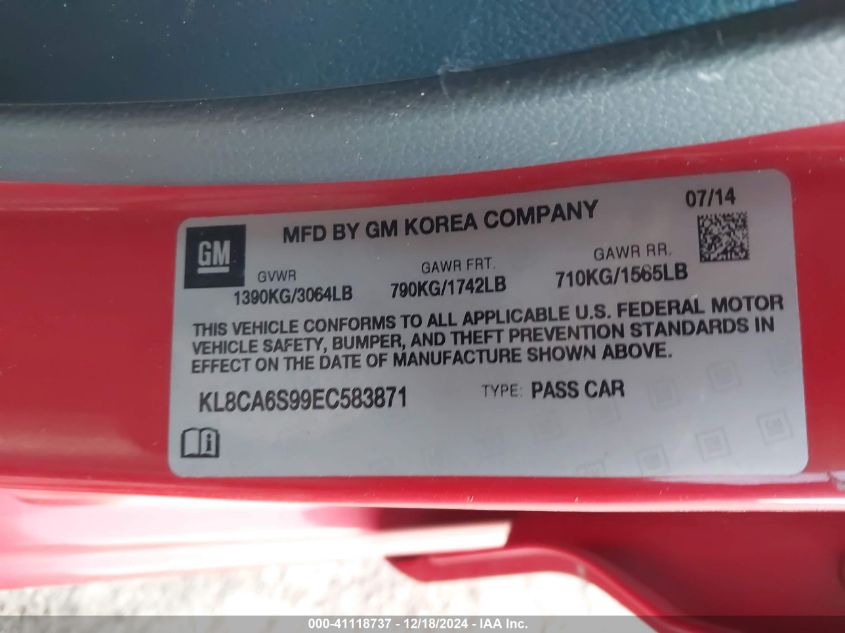 GM
MFD BY GM KOREA COMPANY
07/14
GVWR
1390KG/3064LB
GAWR FRT.
790KG/1742LB
GAWR RR.
710KG/1565LB
THIS VEHICLE CONFORMS TO ALL APPLICABLE U.S. FEDERAL MOTOR
VEHICLE SAFETY, BUMPER, AND THEFT PREVENTION STANDARDS IN
EFFECT ON THE DATE OF MANUFACTURE SHOWN ABOVE.
KL8CA6S99EC583871
TYPE: PASS CAR
000-41118737 - 12/18/2024 - IAA Inc.